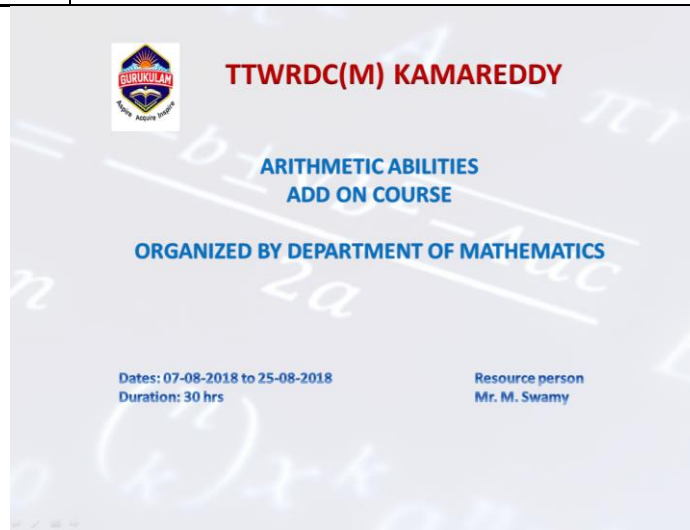 GURUKULAM
Aspire Acquire Inspire
TTWRDC(M) KAMAREDDY
ARITHMETIC ABILITIES
ADD ON COURSE
ORGANIZED BY DEPARTMENT OF MATHEMATICS
Dates: 07-08-2018 to 25-08-2018
Duration: 30 hrs
Resource person
Mr. M. Swamy